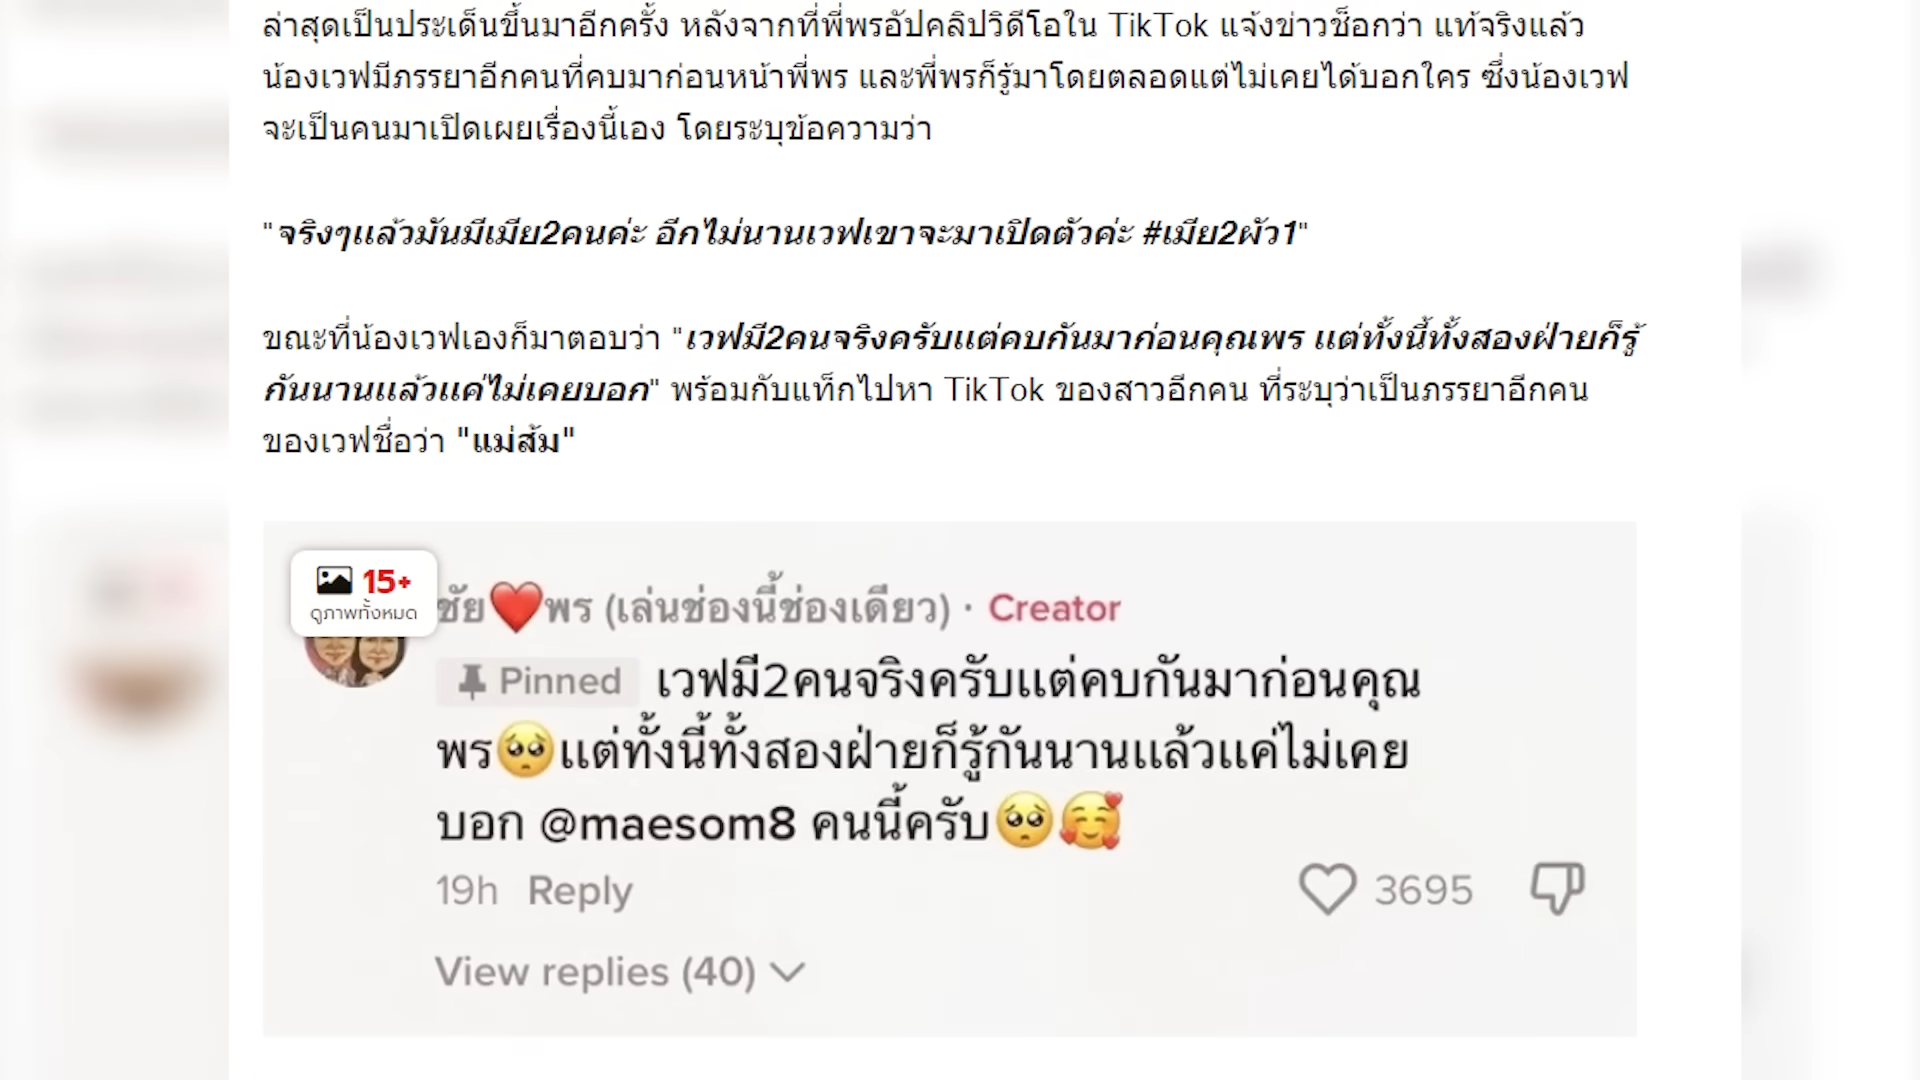 ล่าสุดเป็นประเด็นขึ้นมาอีกครั้ง หลังจากที่พี่พรอัปคลิปวิดีโอใน TikTok แจ้งข่าวช็อกว่า แท้จริงแล้ว
น้องเวฟมีภรรยาอีกคนที่คบมาก่อนหน้าพี่พร และพี่พรก็รู้มาโดยตลอดแต่ไม่เคยได้บอกใคร ซึ่งน้องเวฟ
จะเป็นคนมาเปิดเผยเรื่องนี้เอง โดยระบุข้อความว่า
"จริงๆแล้วมันมีเมีย2คนค่ะ อีกไม่นานเวฟเขาจะมาเปิดตัวค่ะ #เมีย2ผัว1"
ขณะที่น้องเวฟเองก็มาตอบว่า "เวฟมี2คนจริงครับแต่คบกันมาก่อนคุณพร แต่ทั้งนี้ทั้งสองฝ่ายก็รู้
กันนานแล้วแค่ไม่เคยบอก" พร้อมกับแท็กไปหา TikTok ของสาวอีกคน ที่ระบุว่าเป็นภรรยาอีกคน
ของเวฟชื่อว่า "แม่ส้ม"
15+
ดูภาพทั้งหมด
ชัย❤️พร (เล่นช่องนี้ช่องเดียว) · Creator
Pinned เวฟมี2คนจริงครับแต่คบกันมาก่อนคุณ
พร🥺แต่ทั้งนี้ทั้งสองฝ่ายก็รู้กันนานแล้วแค่ไม่เคย
บอก @maesom8 คนนี้ครับ🥺🥰
19h Reply 3695
View replies (40)